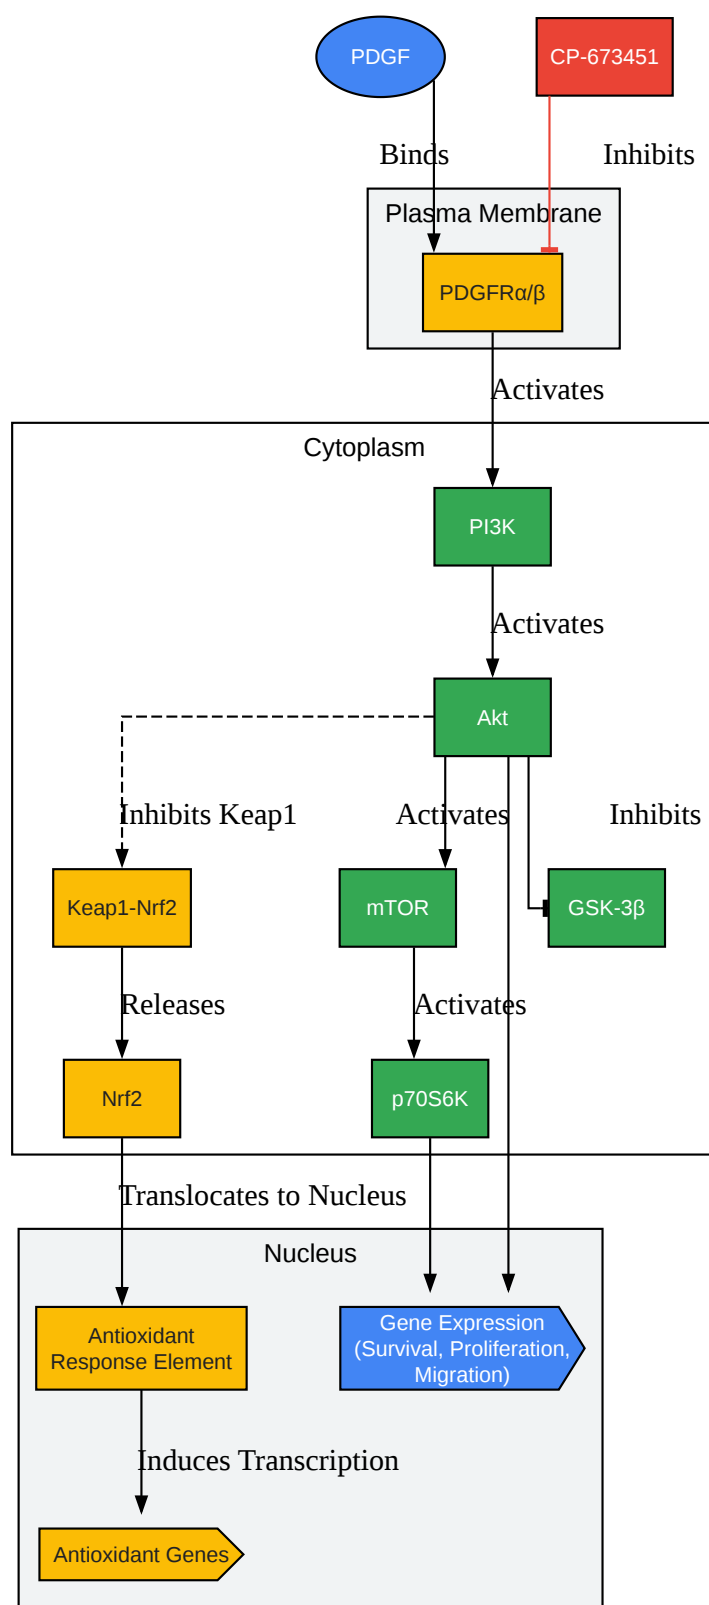 PDGF
CP-673451
Binds
Inhibits
Plasma Membrane
PDGFRα/β
Activates
Cytoplasm
PI3K
Activates
Akt
Inhibits Keap1
Activates
Inhibits
Keap1-Nrf2
mTOR
GSK-3β
Releases
Activates
Nrf2
p70S6K
Translocates to Nucleus
Nucleus
Antioxidant
Response Element
Gene Expression
(Survival, Proliferation,
Migration)
Induces Transcription
Antioxidant Genes